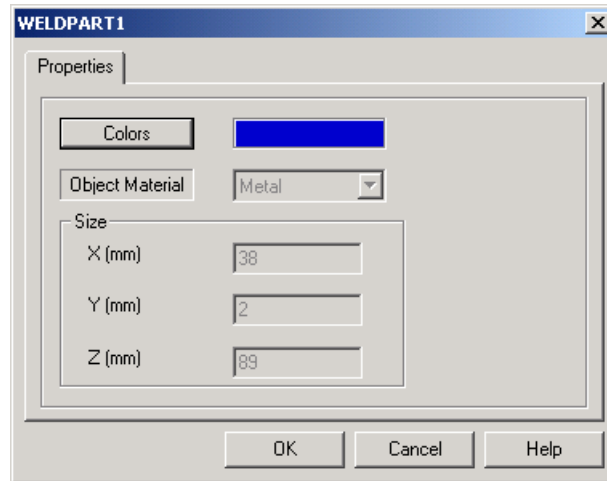 WELDPART1
Properties
Colors
Object Material Metal
Size
X (mm) 38
Y (mm) 2
Z (mm) 89
OK Cancel Help